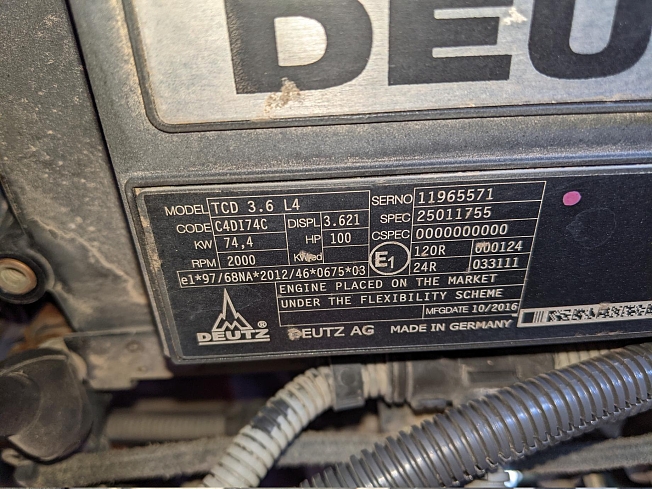 DEU
MODEL TCD 3.6 L4 SERNO 11965571
CODE C4DI74C DISPL 3.621 SPEC 25011755
KW 74,4 HP 100 CSPEC 0000000000
RPM 2000 KWred E1 120R 000124
e1*97/68NA*2012/46*0675*03 24R 033111
ENGINE PLACED ON THE MARKET
UNDER THE FLEXIBILITY SCHEME
MFGDATE 10/2016
DEUTZ ® DEUTZ AG MADE IN GERMANY